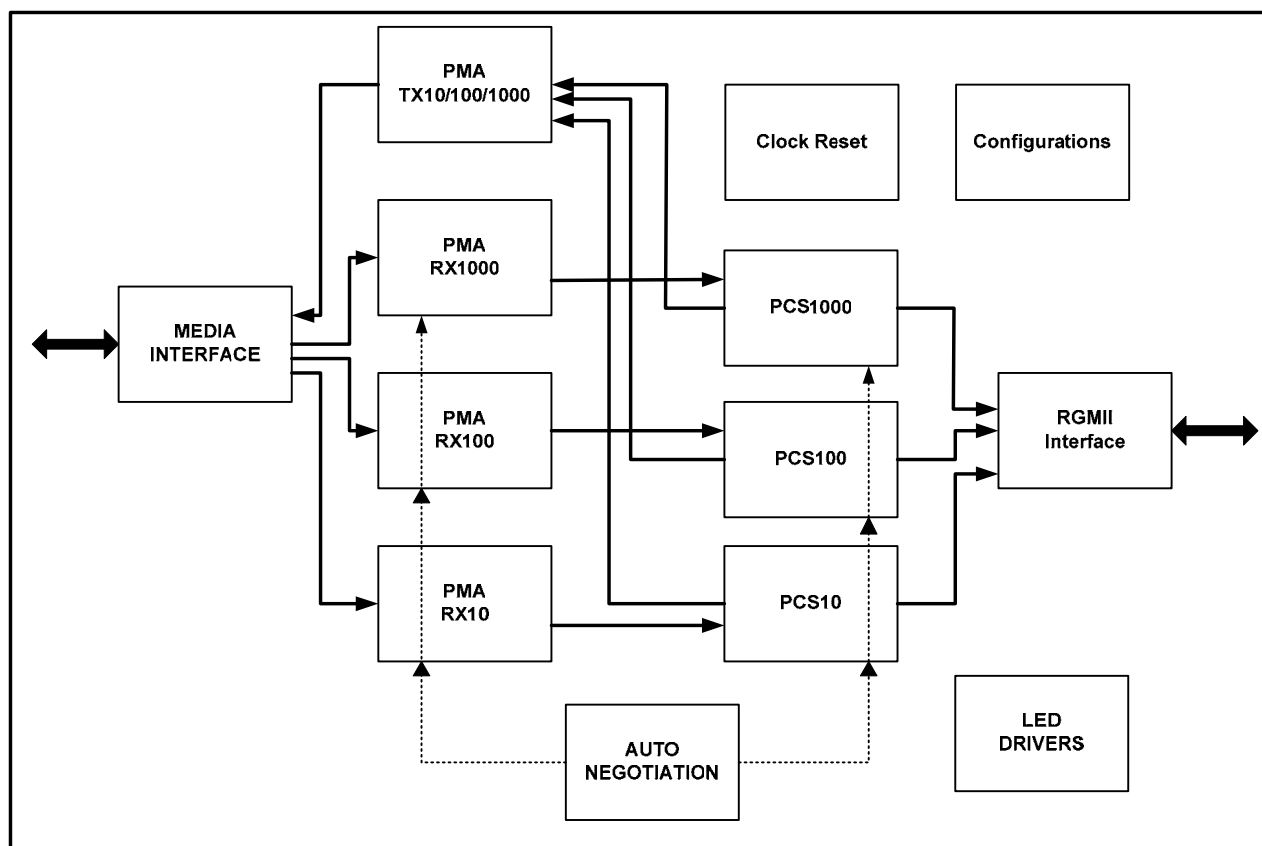 PMA
TX10/100/1000
Clock Reset
Configurations
PMA
RX1000
PCS1000
MEDIA
INTERFACE
PMA
RX100
PCS100
RGMII
Interface
PMA
RX10
PCS10
AUTO
NEGOTIATION
LED
DRIVERS